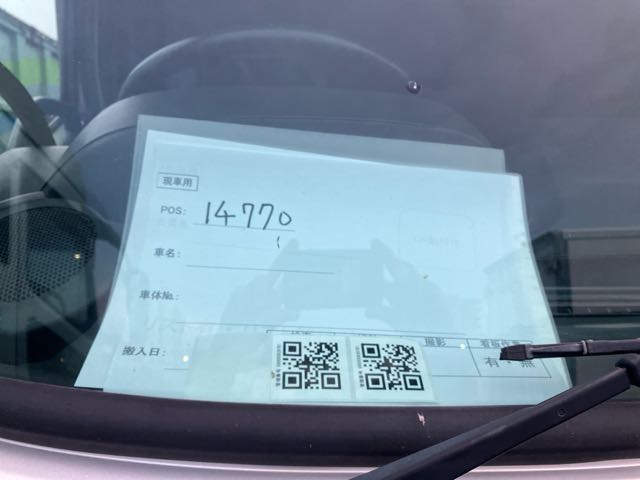 現車用
POS: 14770
車名:
車体No.:
搬入日:
撮影
有・無